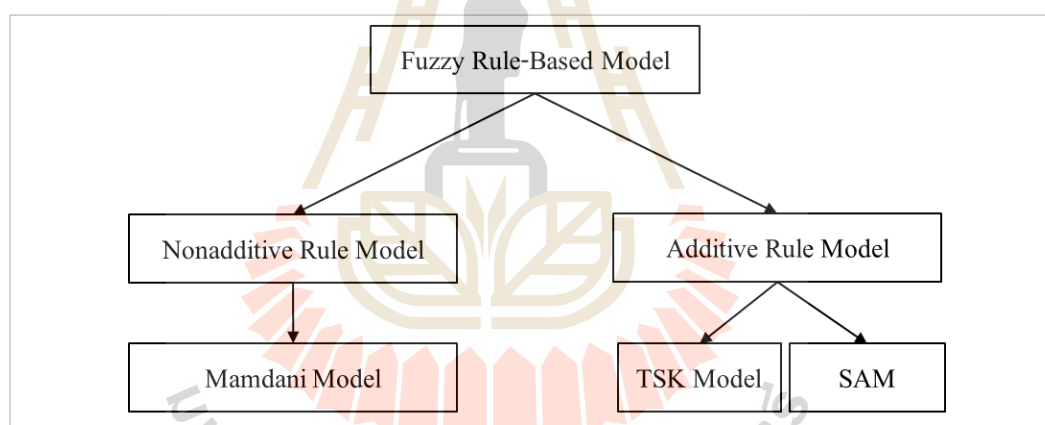 Fuzzy Rule-Based Model
Nonadditive Rule Model
Additive Rule Model
Mamdani Model
TSK Model
SAM